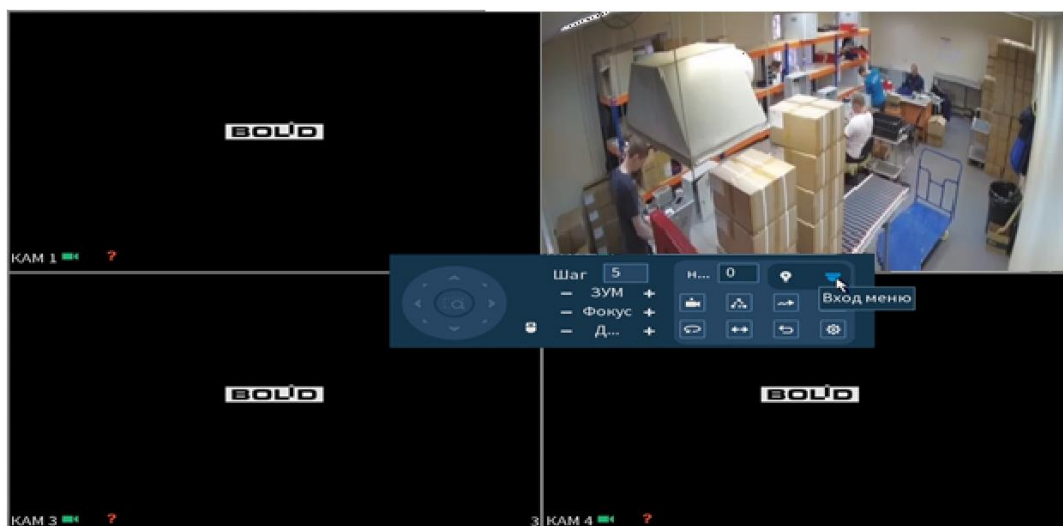 BOLID
КАМ 1
?
Шаг 5
н... 0
— ЗУМ +
Вход меню
— Фокус +
— Д... +
BOLID
BOLID
КАМ 3
?
3
КАМ 4
?